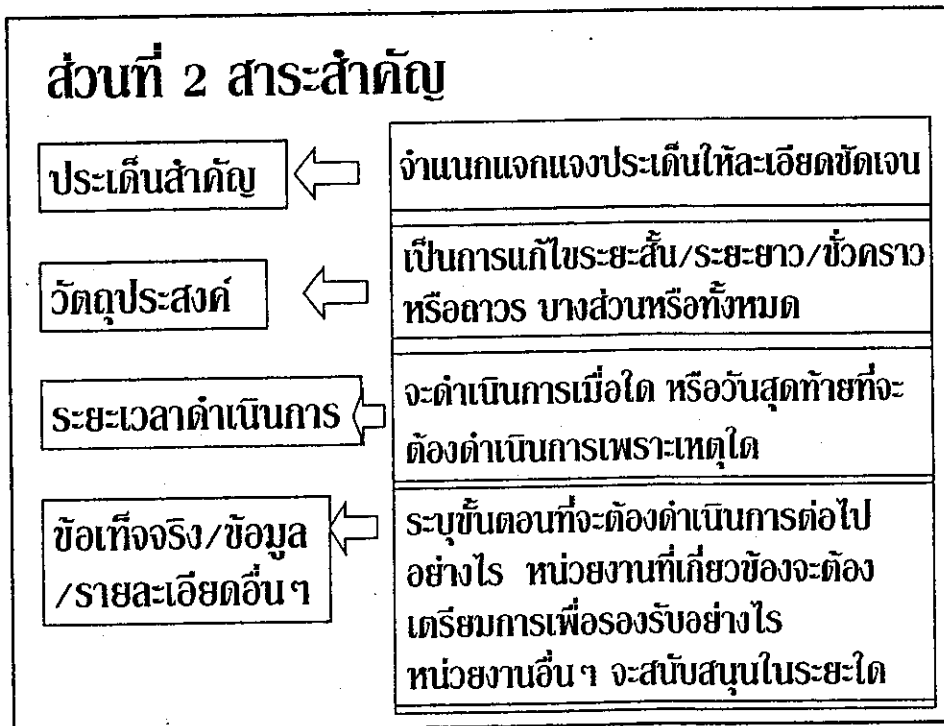 ส่วนที่ 2 สาระสำคัญ
ประเด็นสำคัญ
จำแนกแจกแจงประเด็นให้ละเอียดชัดเจน
วัตถุประสงค์
เป็นการแก้ไขระยะสั้น/ระยะยาว/ชั่วคราว
หรือถาวร บางส่วนหรือทั้งหมด
ระยะเวลาดำเนินการ
จะดำเนินการเมื่อใด หรือวันสุดท้ายที่จะ
ต้องดำเนินการเพราะเหตุใด
ข้อเท็จจริง/ข้อมูล
/รายละเอียดอื่นๆ
ระบุขั้นตอนที่จะต้องดำเนินการต่อไป
อย่างไร หน่วยงานที่เกี่ยวข้องจะต้อง
เตรียมการเพื่อรองรับอย่างไร
หน่วยงานอื่นๆ จะสนับสนุนในระยะใด